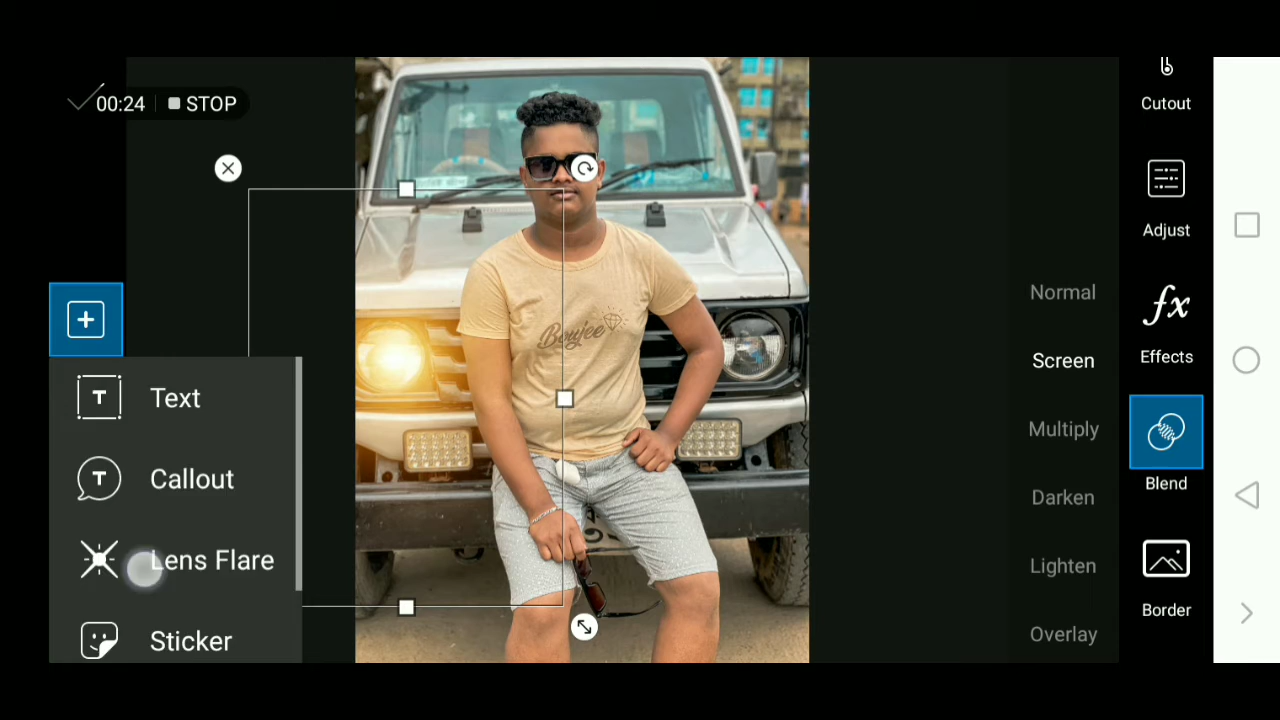 Cutout
00:24 STOP
Adjust
Normal
Boujee
Effects
Screen
Text
Multiply
Callout
Blend
Darken
Lens Flare
Lighten
Border
Sticker
Overlay